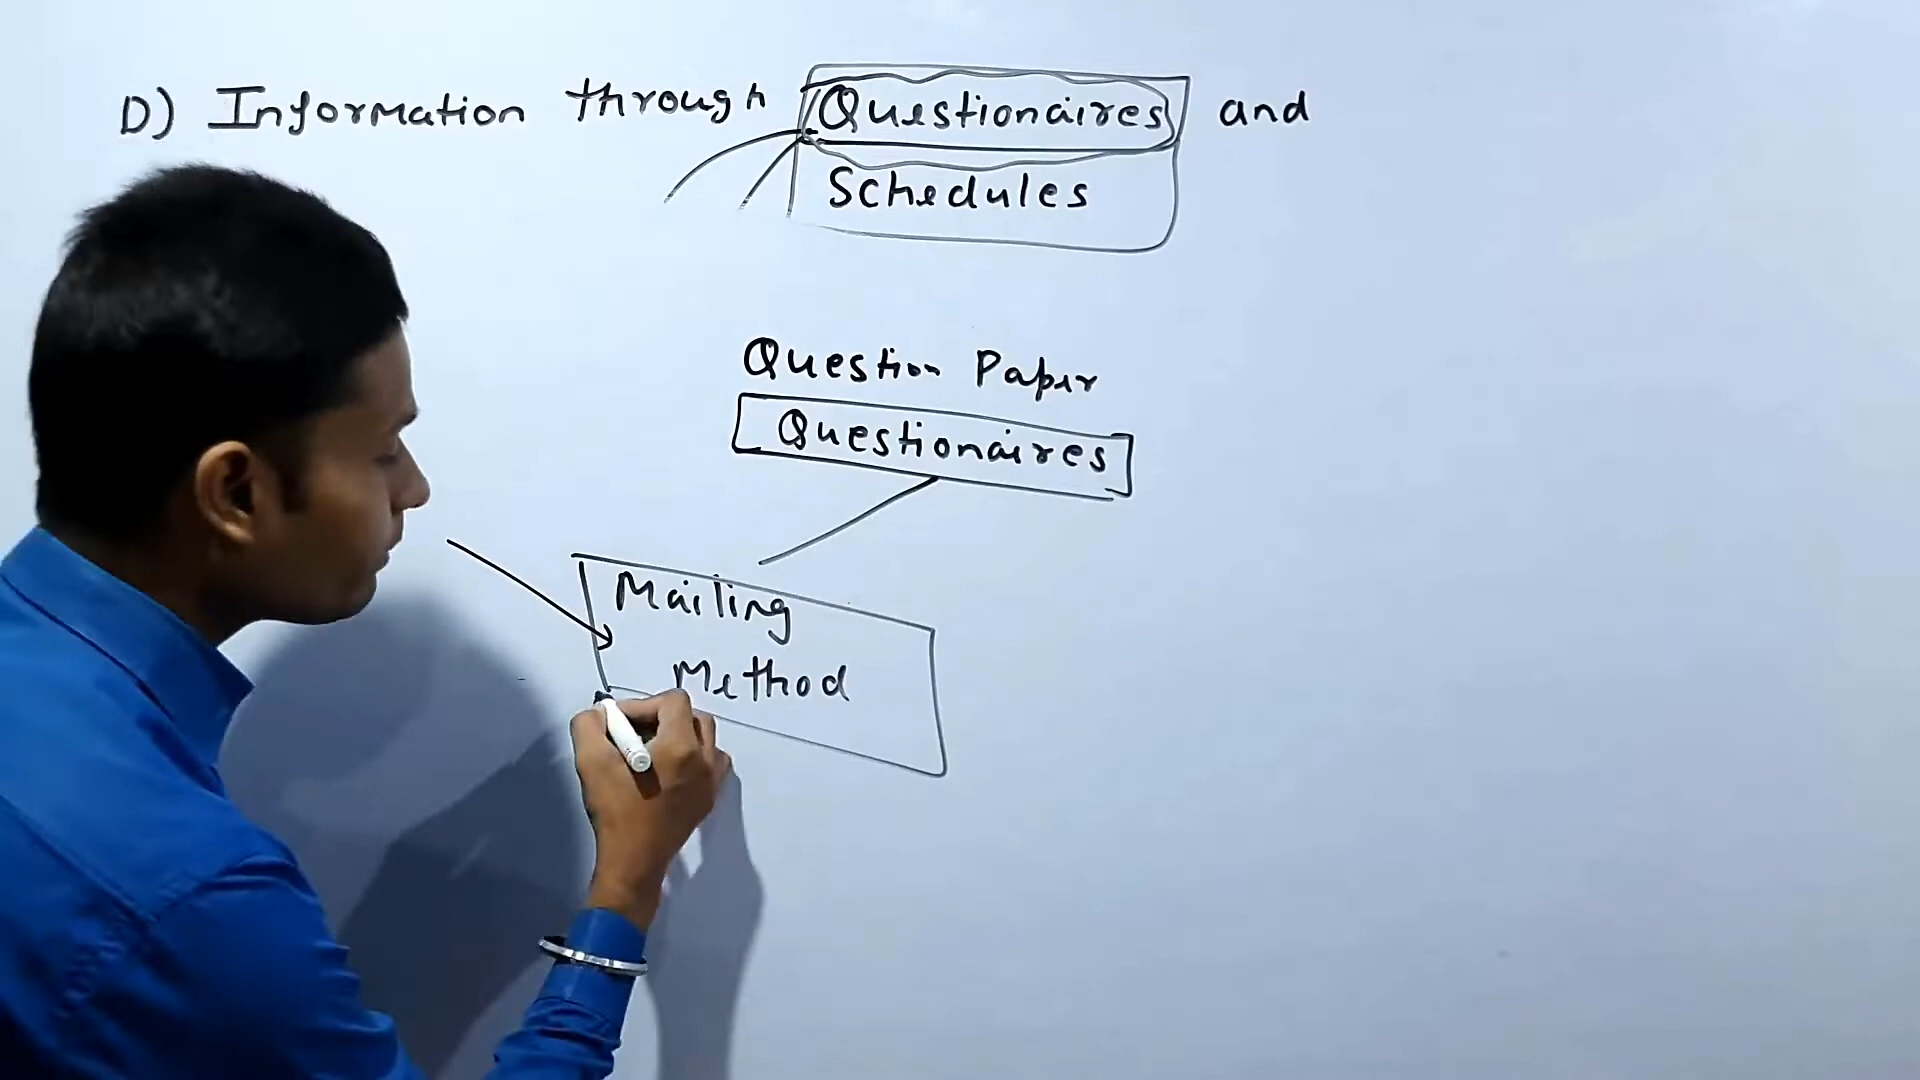 D) Information through Questionaires and
Schedules
Question Paper
Questionaires
Mailing
Method